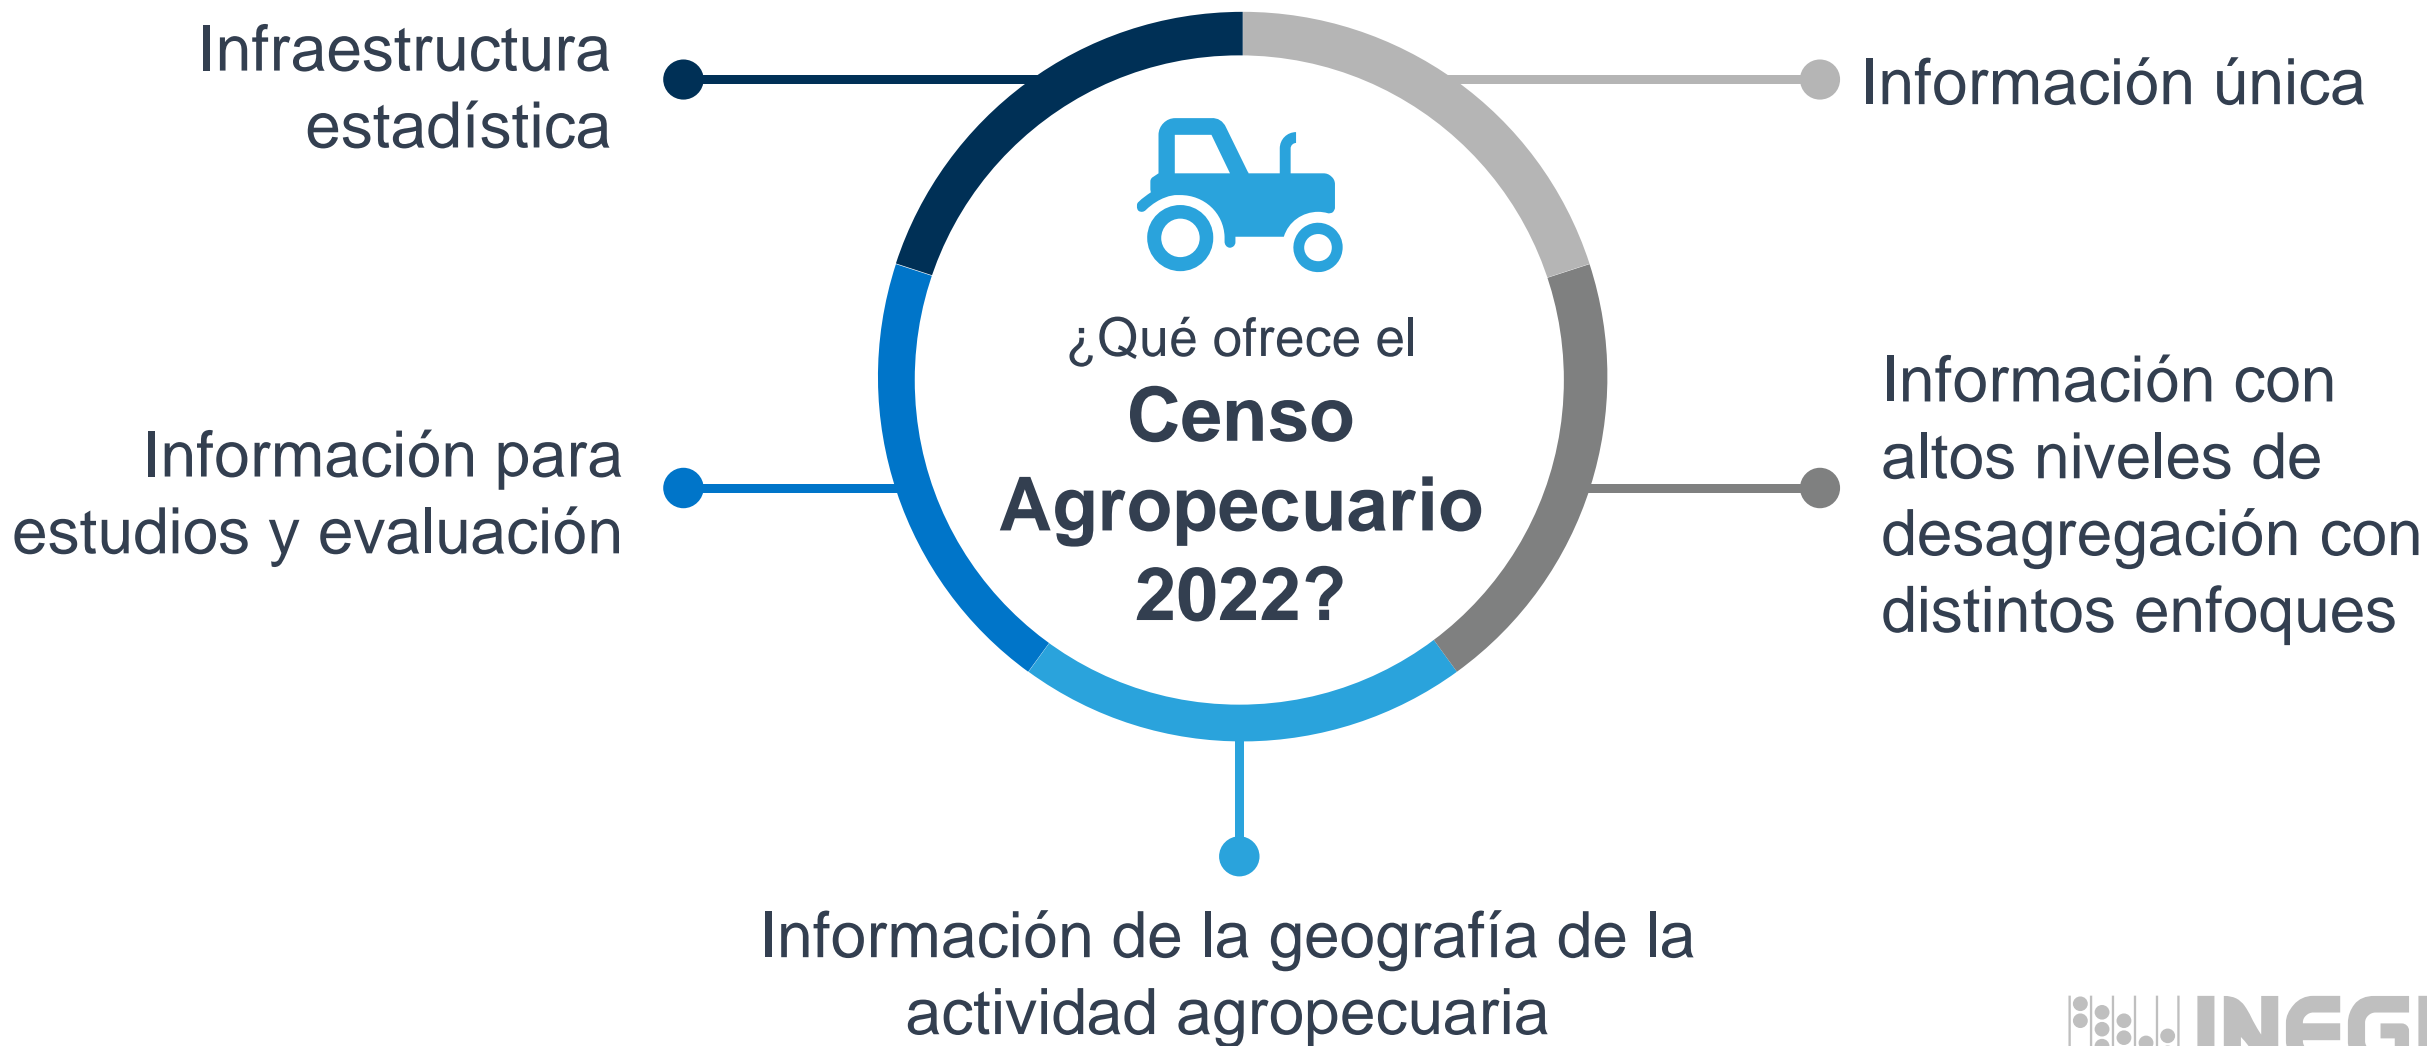 Infraestructura
estadística
Información única
¿Qué ofrece el
Censo
Agropecuario
2022?
Información para
estudios y evaluación
Información con
altos niveles de
desagregación con
distintos enfoques
Información de la geografía de la
actividad agropecuaria
INEGI